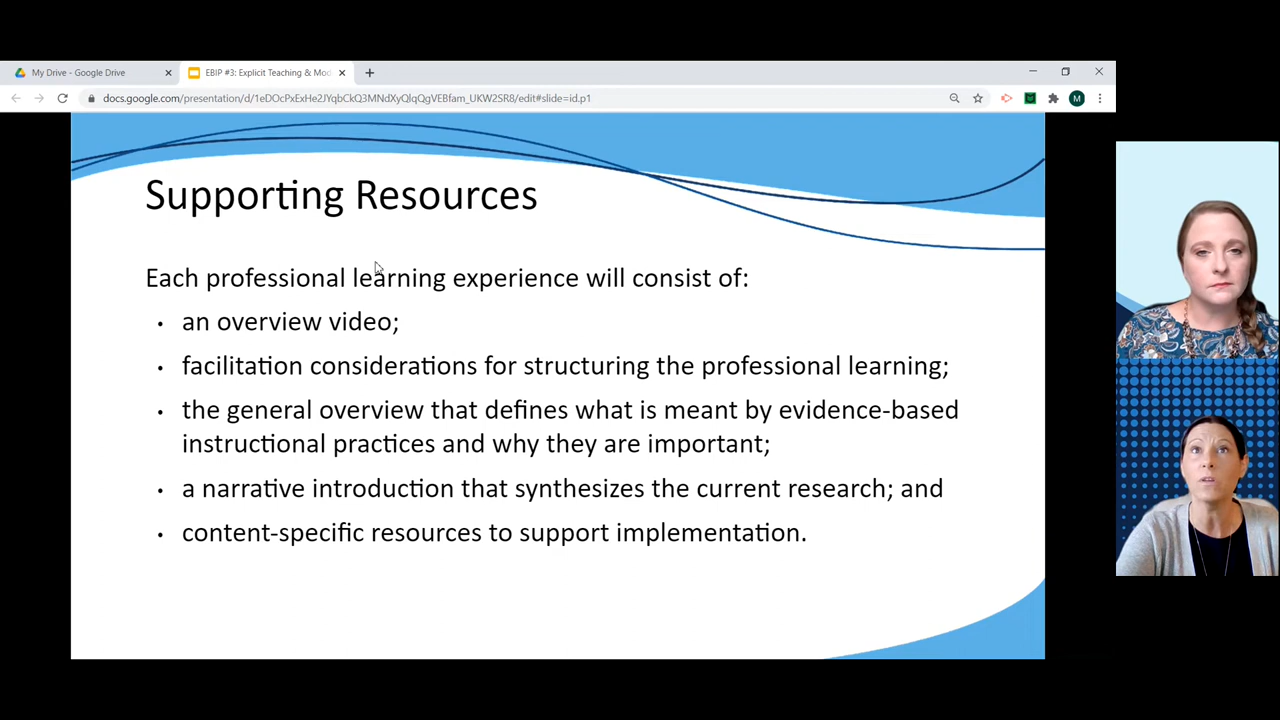 My Drive - Google Drive
EBIP #3: Explicit Teaching & Mod
docs.google.com/presentation/d/1eDOcPxExHe2JYqbCkQ3MNdXyQlqQgVEBfam_UKW2SR8/edit#slide=id.p1
M
Supporting Resources
Each professional learning experience will consist of:
• an overview video;
• facilitation considerations for structuring the professional learning;
• the general overview that defines what is meant by evidence-based
instructional practices and why they are important;
• a narrative introduction that synthesizes the current research; and
• content-specific resources to support implementation.